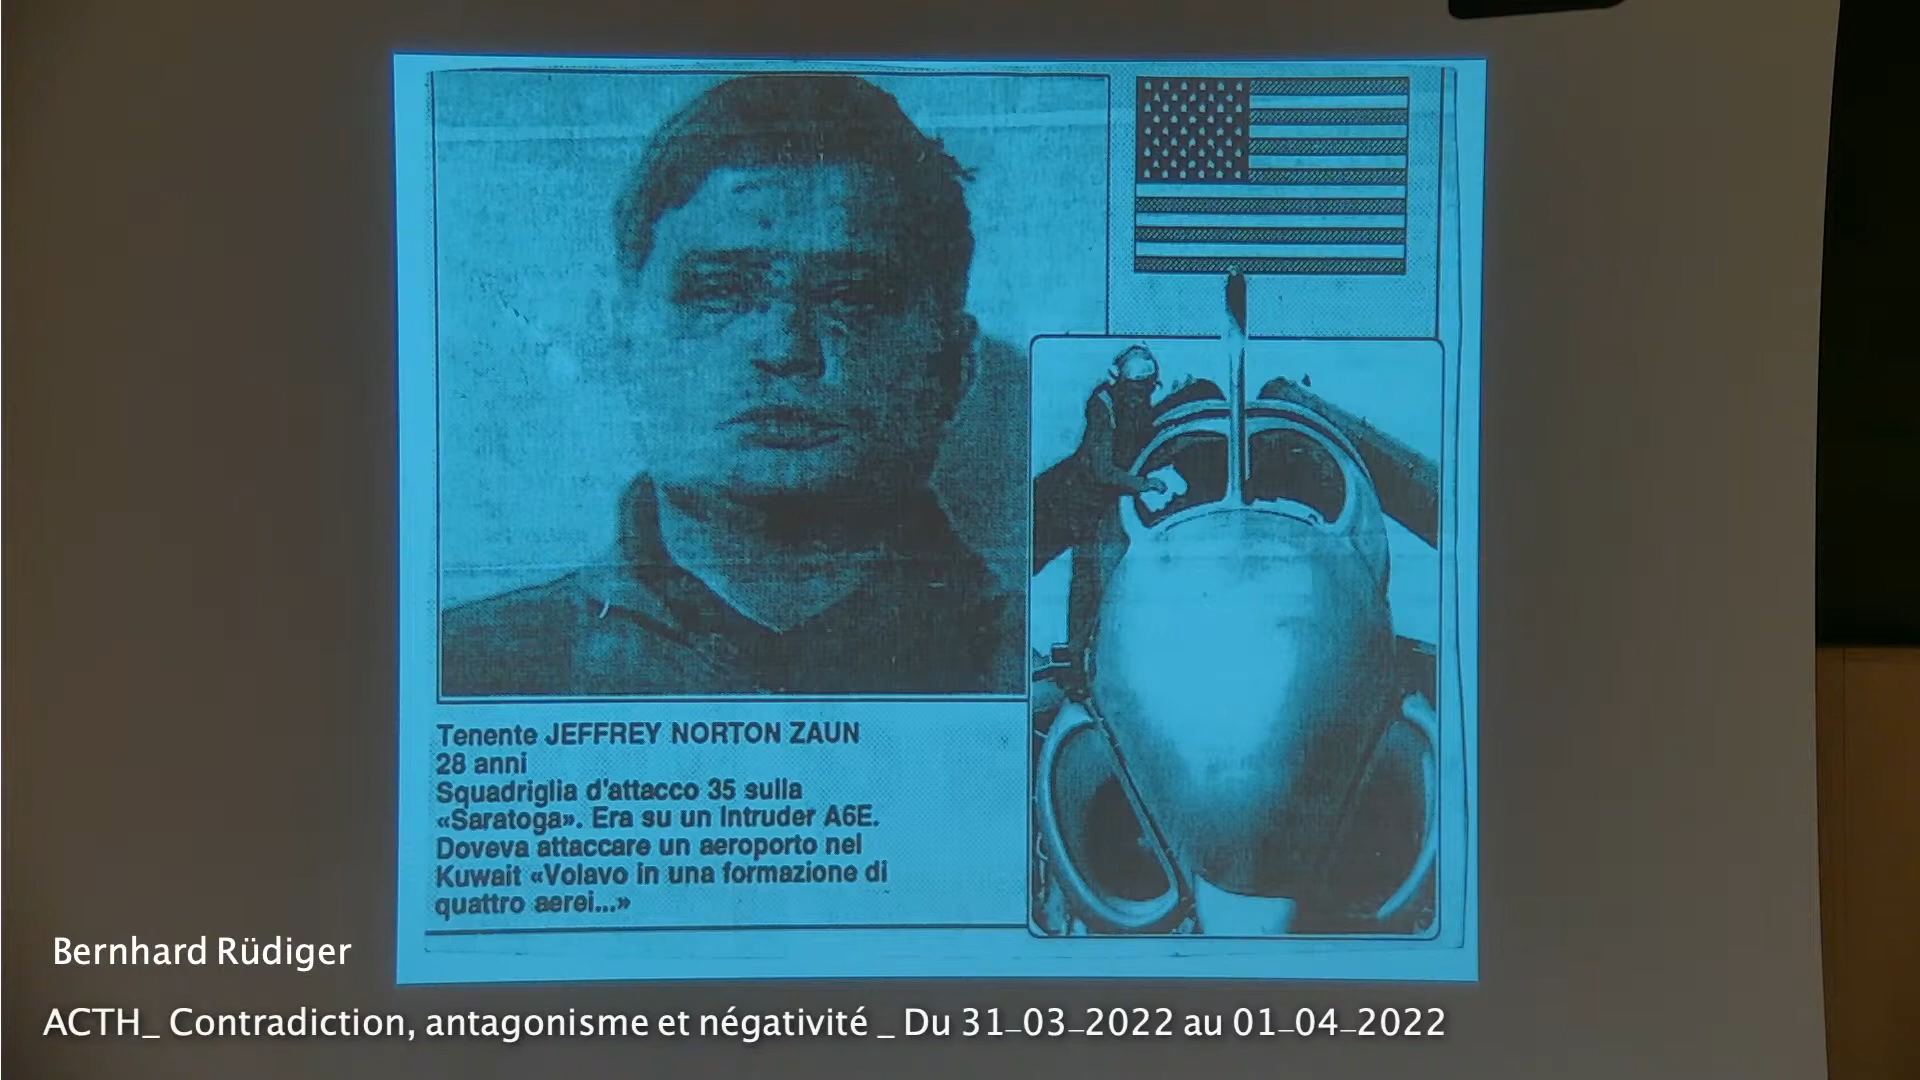 Tenente JEFFREY NORTON ZAUN
28 anni
Squadriglia d'attacco 35 sulla
«Saratoga». Era su un Intruder A6E.
Doveva attaccare un aeroporto nel
Kuwait «Volavo in una formazione di
quattro aerei...»
Bernhard Rüdiger
ACTH_ Contradiction, antagonisme et négativité _ Du 31-03-2022 au 01-04-2022